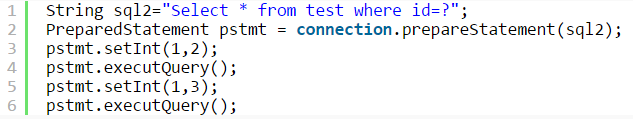 1 String sql2="Select * from test where id=?";
2 PreparedStatement pstmt = connection.prepareStatement(sql2);
3 pstmt.setInt(1,2);
4 pstmt.executQuery();
5 pstmt.setInt(1,3);
6 pstmt.executQuery();